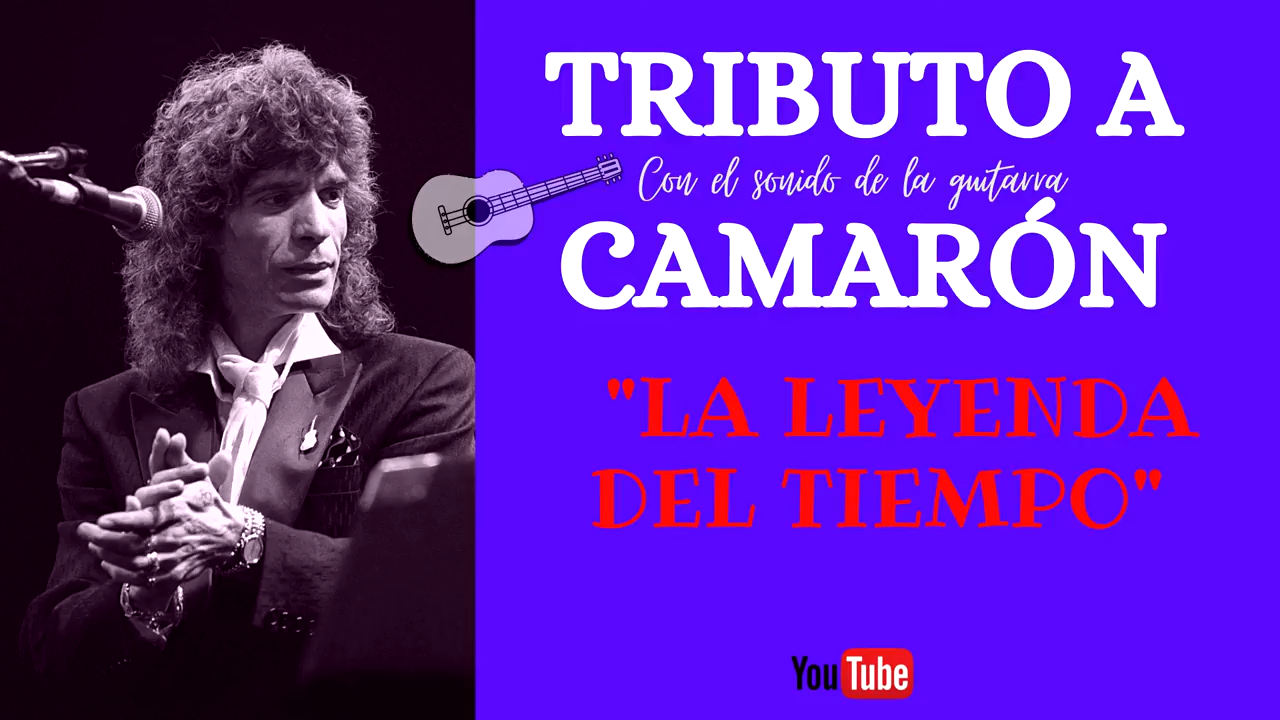 TRIBUTO A
Con el sonido de la guitarra
CAMARÓN
"LA LEYENDA
DEL TIEMPO"
YouTube